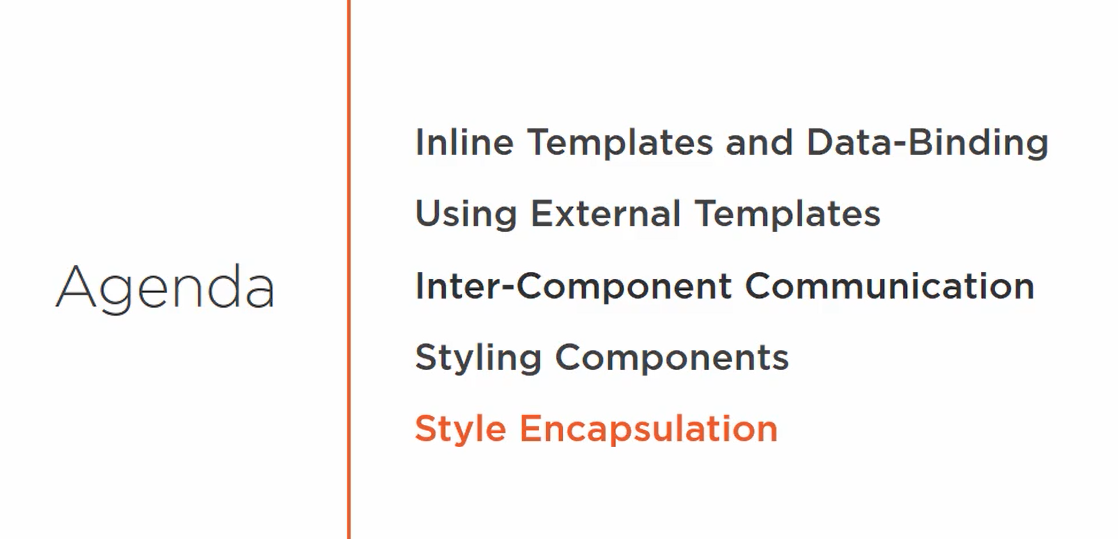 Agenda
Inline Templates and Data-Binding
Using External Templates
Inter-Component Communication
Styling Components
Style Encapsulation